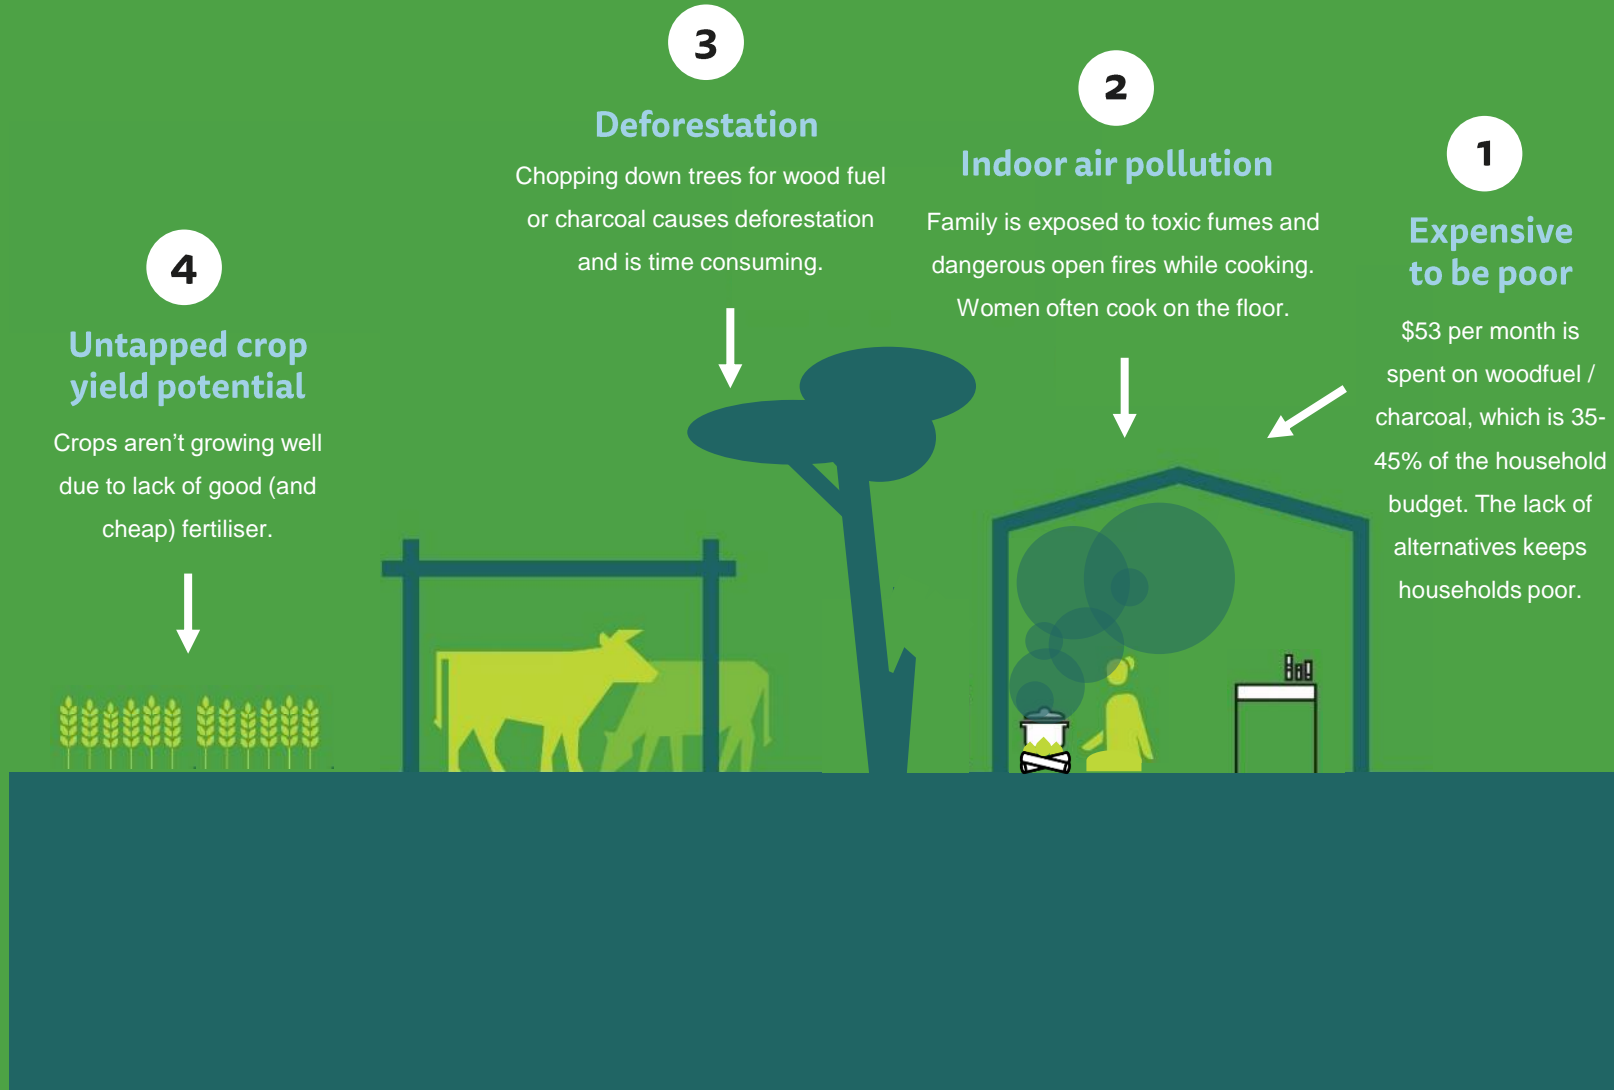 1
Expensive
to be poor
$53 per month is
spent on woodfuel /
charcoal, which is 35-
45% of the household
budget. The lack of
alternatives keeps
households poor.
2
Indoor air pollution
Family is exposed to toxic fumes and
dangerous open fires while cooking.
Women often cook on the floor.
3
Deforestation
Chopping down trees for wood fuel
or charcoal causes deforestation
and is time consuming.
4
Untapped crop
yield potential
Crops aren’t growing well
due to lack of good (and
cheap) fertiliser.